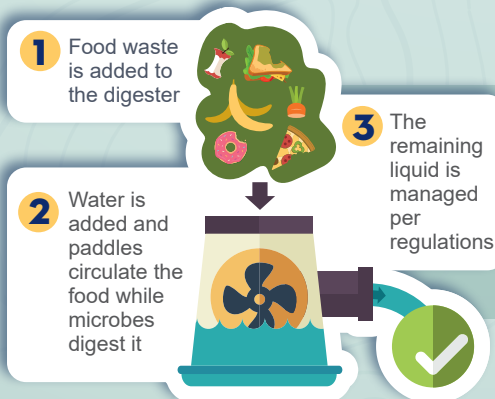 1
Food waste
is added to
the digester
2
Water is
added and
paddles
circulate the
food while
microbes
digest it
3
The
remaining
liquid is
managed
per
regulations